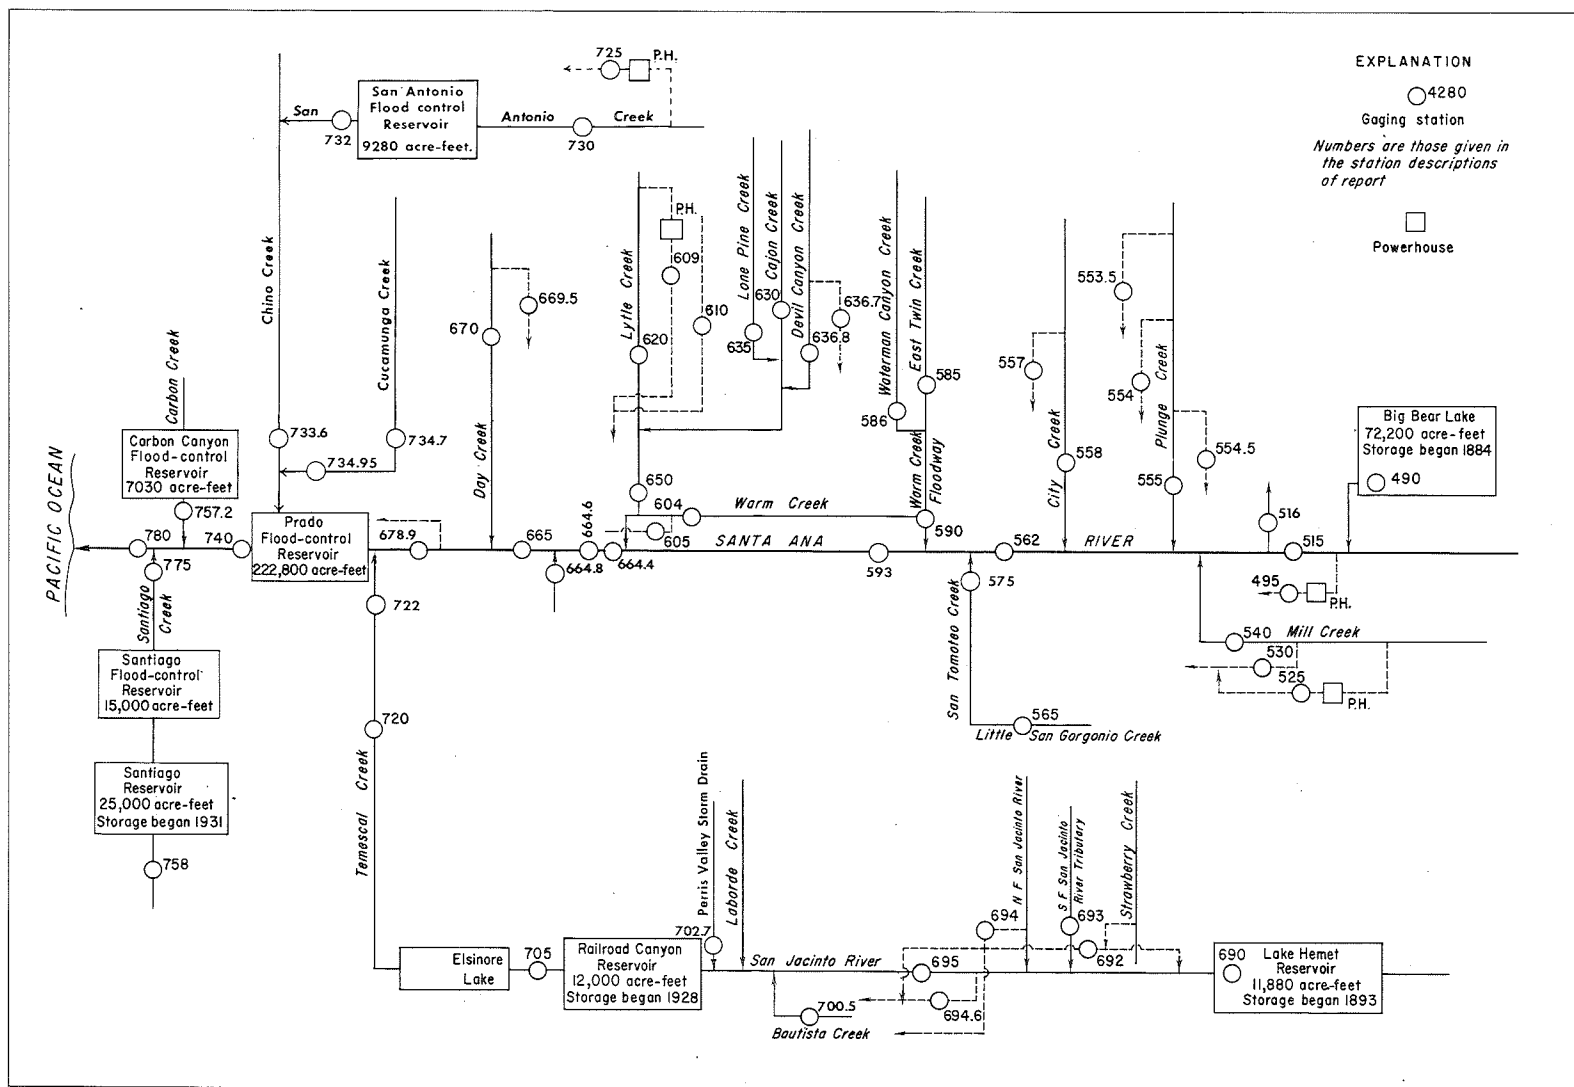 EXPLANATION
4280
Gaging station
Numbers are those given in
the station descriptions
of report
Powerhouse
725
P.H.
San Antonio
Flood control
Reservoir
9280 acre-feet.
San
732
Antonio
Creek
730
Chino Creek
Cucamunga Creek
733.6
734.7
734.95
Carbon Creek
Carbon Canyon
Flood-control
Reservoir
7030 acre-feet
757.2
PACIFIC OCEAN
780
740
775
Prado
Flood-control
Reservoir
222,800 acre-feet
678.9
Day Creek
670
669.5
665
664.6
664.8
664.4
Lytle Creek
P.H.
609
610
620
650
Lone Pine Creek
Cajon Creek
Devil Canyon Creek
630
635
636.7
636.8
Waterman Canyon Creek
East Twin Creek
585
586
Warm Creek
Floodway
590
604
Warm Creek
605
SANTA ANA
RIVER
593
562
City Creek
557
558
Plunge Creek
553.5
554
554.5
555
Big Bear Lake
72,200 acre-feet
Storage began 1884
490
516
515
495
P.H.
540
Mill Creek
530
525
P.H.
575
San Tomoteo Creek
565
Little San Gorgonio Creek
Santiago
Creek
Santiago
Flood-control
Reservoir
15,000 acre-feet
Santiago
Reservoir
25,000 acre-feet
Storage began 1931
758
722
720
Temescal Creek
Elsinore
Lake
705
Railroad Canyon
Reservoir
12,000 acre-feet
Storage began 1928
Perris Valley Storm Drain
702.7
Laborde Creek
San Jacinto River
700.5
Bautista Creek
695
694.6
694
N F San Jacinto River
S F San Jacinto
River Tributary
693
692
Strawberry Creek
690
Lake Hemet
Reservoir
11,880 acre-feet
Storage began 1893